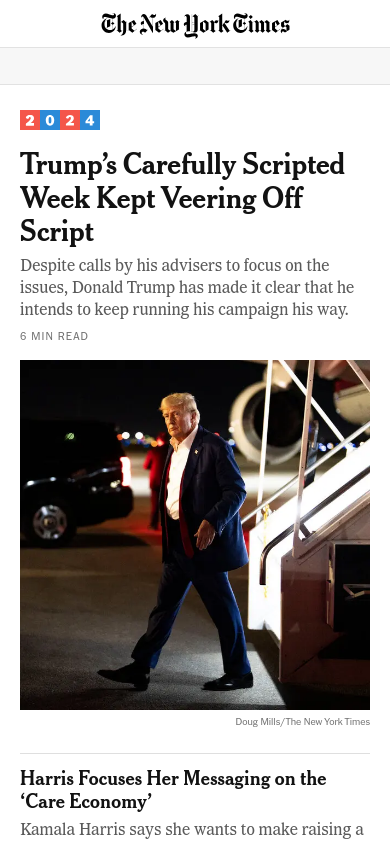 The New York Times
2024
Trump’s Carefully Scripted
Week Kept Veering Off
Script
Despite calls by his advisers to focus on the
issues, Donald Trump has made it clear that he
intends to keep running his campaign his way.
6 MIN READ
Doug Mills/The New York Times
Harris Focuses Her Messaging on the
‘Care Economy’
Kamala Harris says she wants to make raising a